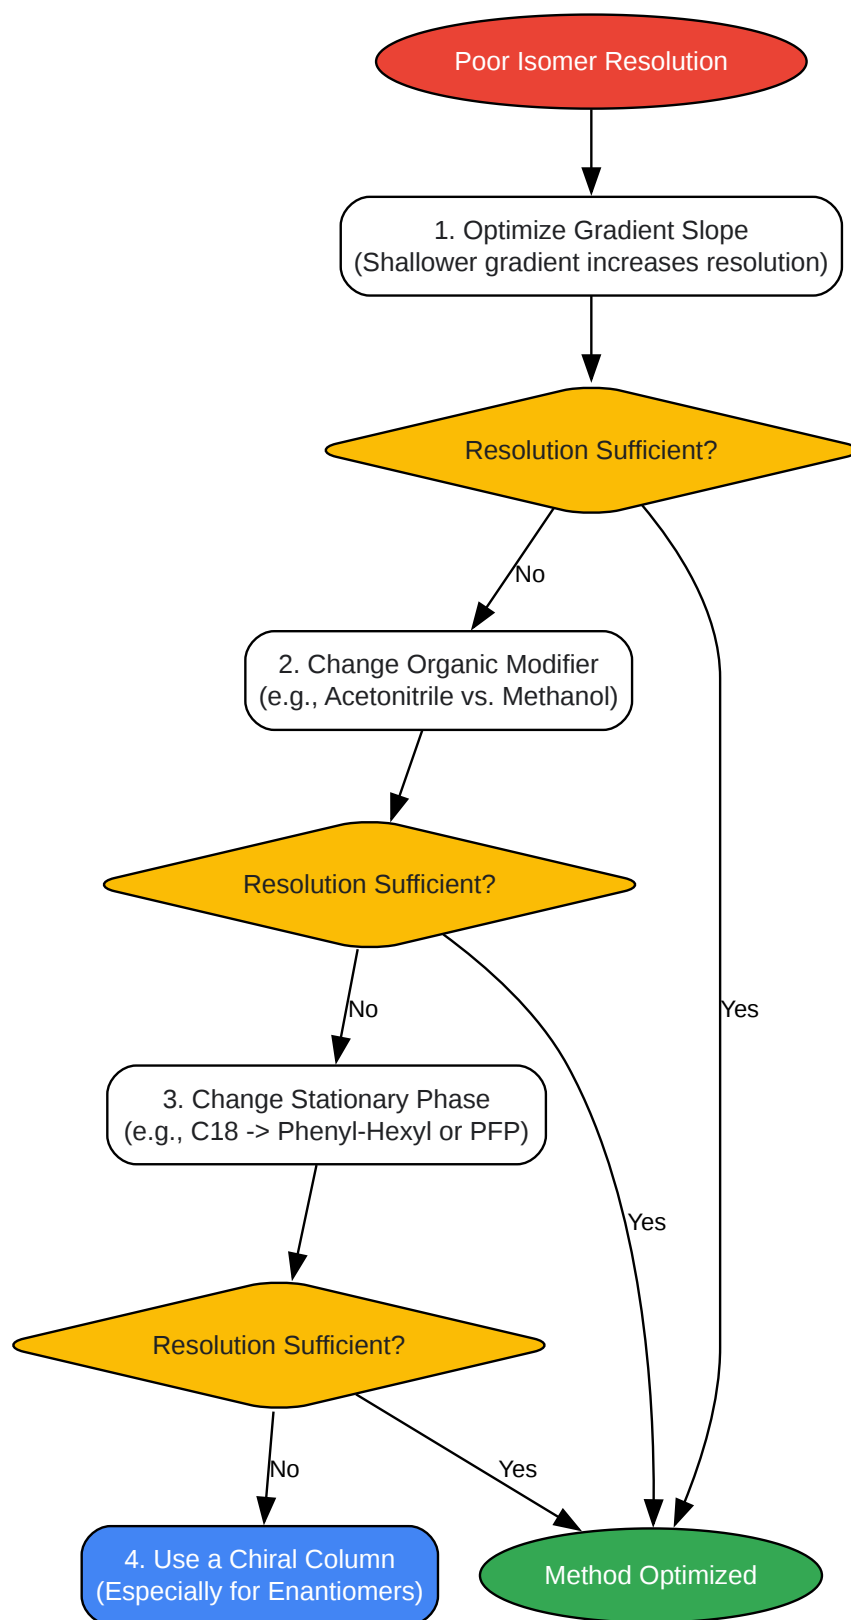 Poor Isomer Resolution
1. Optimize Gradient Slope
(Shallower gradient increases resolution)
Resolution Sufficient?
No
2. Change Organic Modifier
(e.g., Acetonitrile vs. Methanol)
Resolution Sufficient?
No
Yes
3. Change Stationary Phase
(e.g., C18 -> Phenyl-Hexyl or PFP)
Yes
Resolution Sufficient?
No
Yes
4. Use a Chiral Column
(Especially for Enantiomers)
Method Optimized